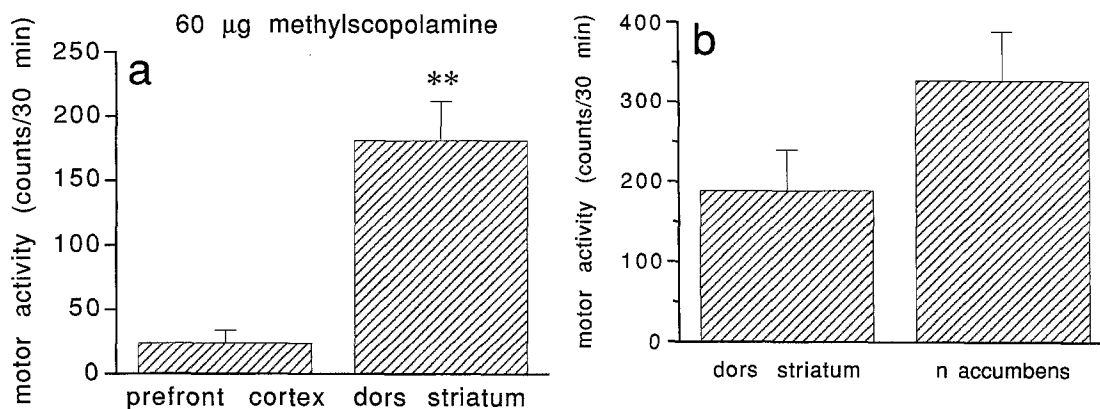 60 µg methylscopolamine
a
**
motor activity (counts/30 min)
250
200
150
100
50
0
prefront cortex dors striatum
b
motor activity (counts/30 min)
400
300
200
100
0
dors striatum n accumbens